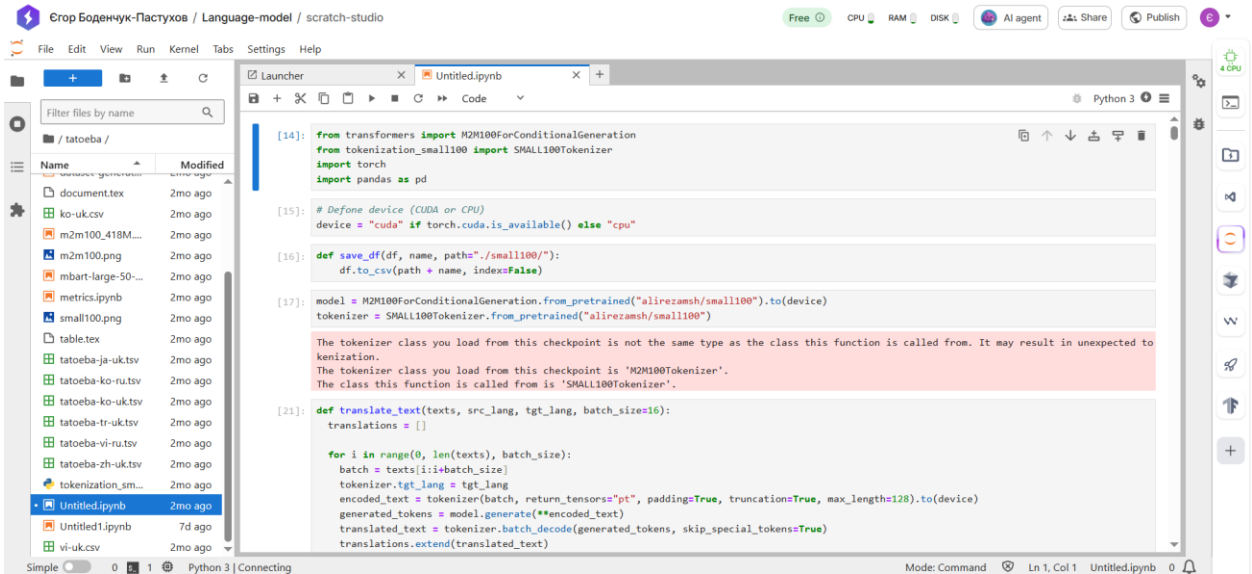 Єгор Боденчук-Пастухов / Language-model / scratch-studio
Free
CPU RAM DISK
AI agent
Share
Publish
Є
File Edit View Run Kernel Tabs Settings Help
4 CPU
Launcher
Untitled.ipynb
Code
Python 3
Filter files by name
/ tatoeba /
Name Modified
document.tex 2mo ago
ko-uk.csv 2mo ago
m2m100_418M.... 2mo ago
m2m100.png 2mo ago
mbart-large-50-... 2mo ago
metrics.ipynb 2mo ago
small100.png 2mo ago
table.tex 2mo ago
tatoeba-ja-uk.tsv 2mo ago
tatoeba-ko-ru.tsv 2mo ago
tatoeba-ko-uk.tsv 2mo ago
tatoeba-tr-uk.tsv 2mo ago
tatoeba-vi-ru.tsv 2mo ago
tatoeba-zh-uk.tsv 2mo ago
tokenization_sm... 2mo ago
Untitled.ipynb 2mo ago
Untitled1.ipynb 7d ago
vi-uk.csv 2mo ago
[14]: from transformers import M2M100ForConditionalGeneration
from tokenization_small100 import SMALL100Tokenizer
import torch
import pandas as pd
[15]: # Defone device (CUDA or CPU)
device = "cuda" if torch.cuda.is_available() else "cpu"
[16]: def save_df(df, name, path="./small100/"):
df.to_csv(path + name, index=False)
[17]: model = M2M100ForConditionalGeneration.from_pretrained("alirezamsh/small100").to(device)
tokenizer = SMALL100Tokenizer.from_pretrained("alirezamsh/small100")
The tokenizer class you load from this checkpoint is not the same type as the class this function is called from. It may result in unexpected to
kenization.
The tokenizer class you load from this checkpoint is 'M2M100Tokenizer'.
The class this function is called from is 'SMALL100Tokenizer'.
[21]: def translate_text(texts, src_lang, tgt_lang, batch_size=16):
translations = []
for i in range(0, len(texts), batch_size):
batch = texts[i:i+batch_size]
tokenizer.tgt_lang = tgt_lang
encoded_text = tokenizer(batch, return_tensors="pt", padding=True, truncation=True, max_length=128).to(device)
generated_tokens = model.generate(**encoded_text)
translated_text = tokenizer.batch_decode(generated_tokens, skip_special_tokens=True)
translations.extend(translated_text)
Simple 0 1 Python 3 | Connecting
Mode: Command Ln 1, Col 1 Untitled.ipynb 0